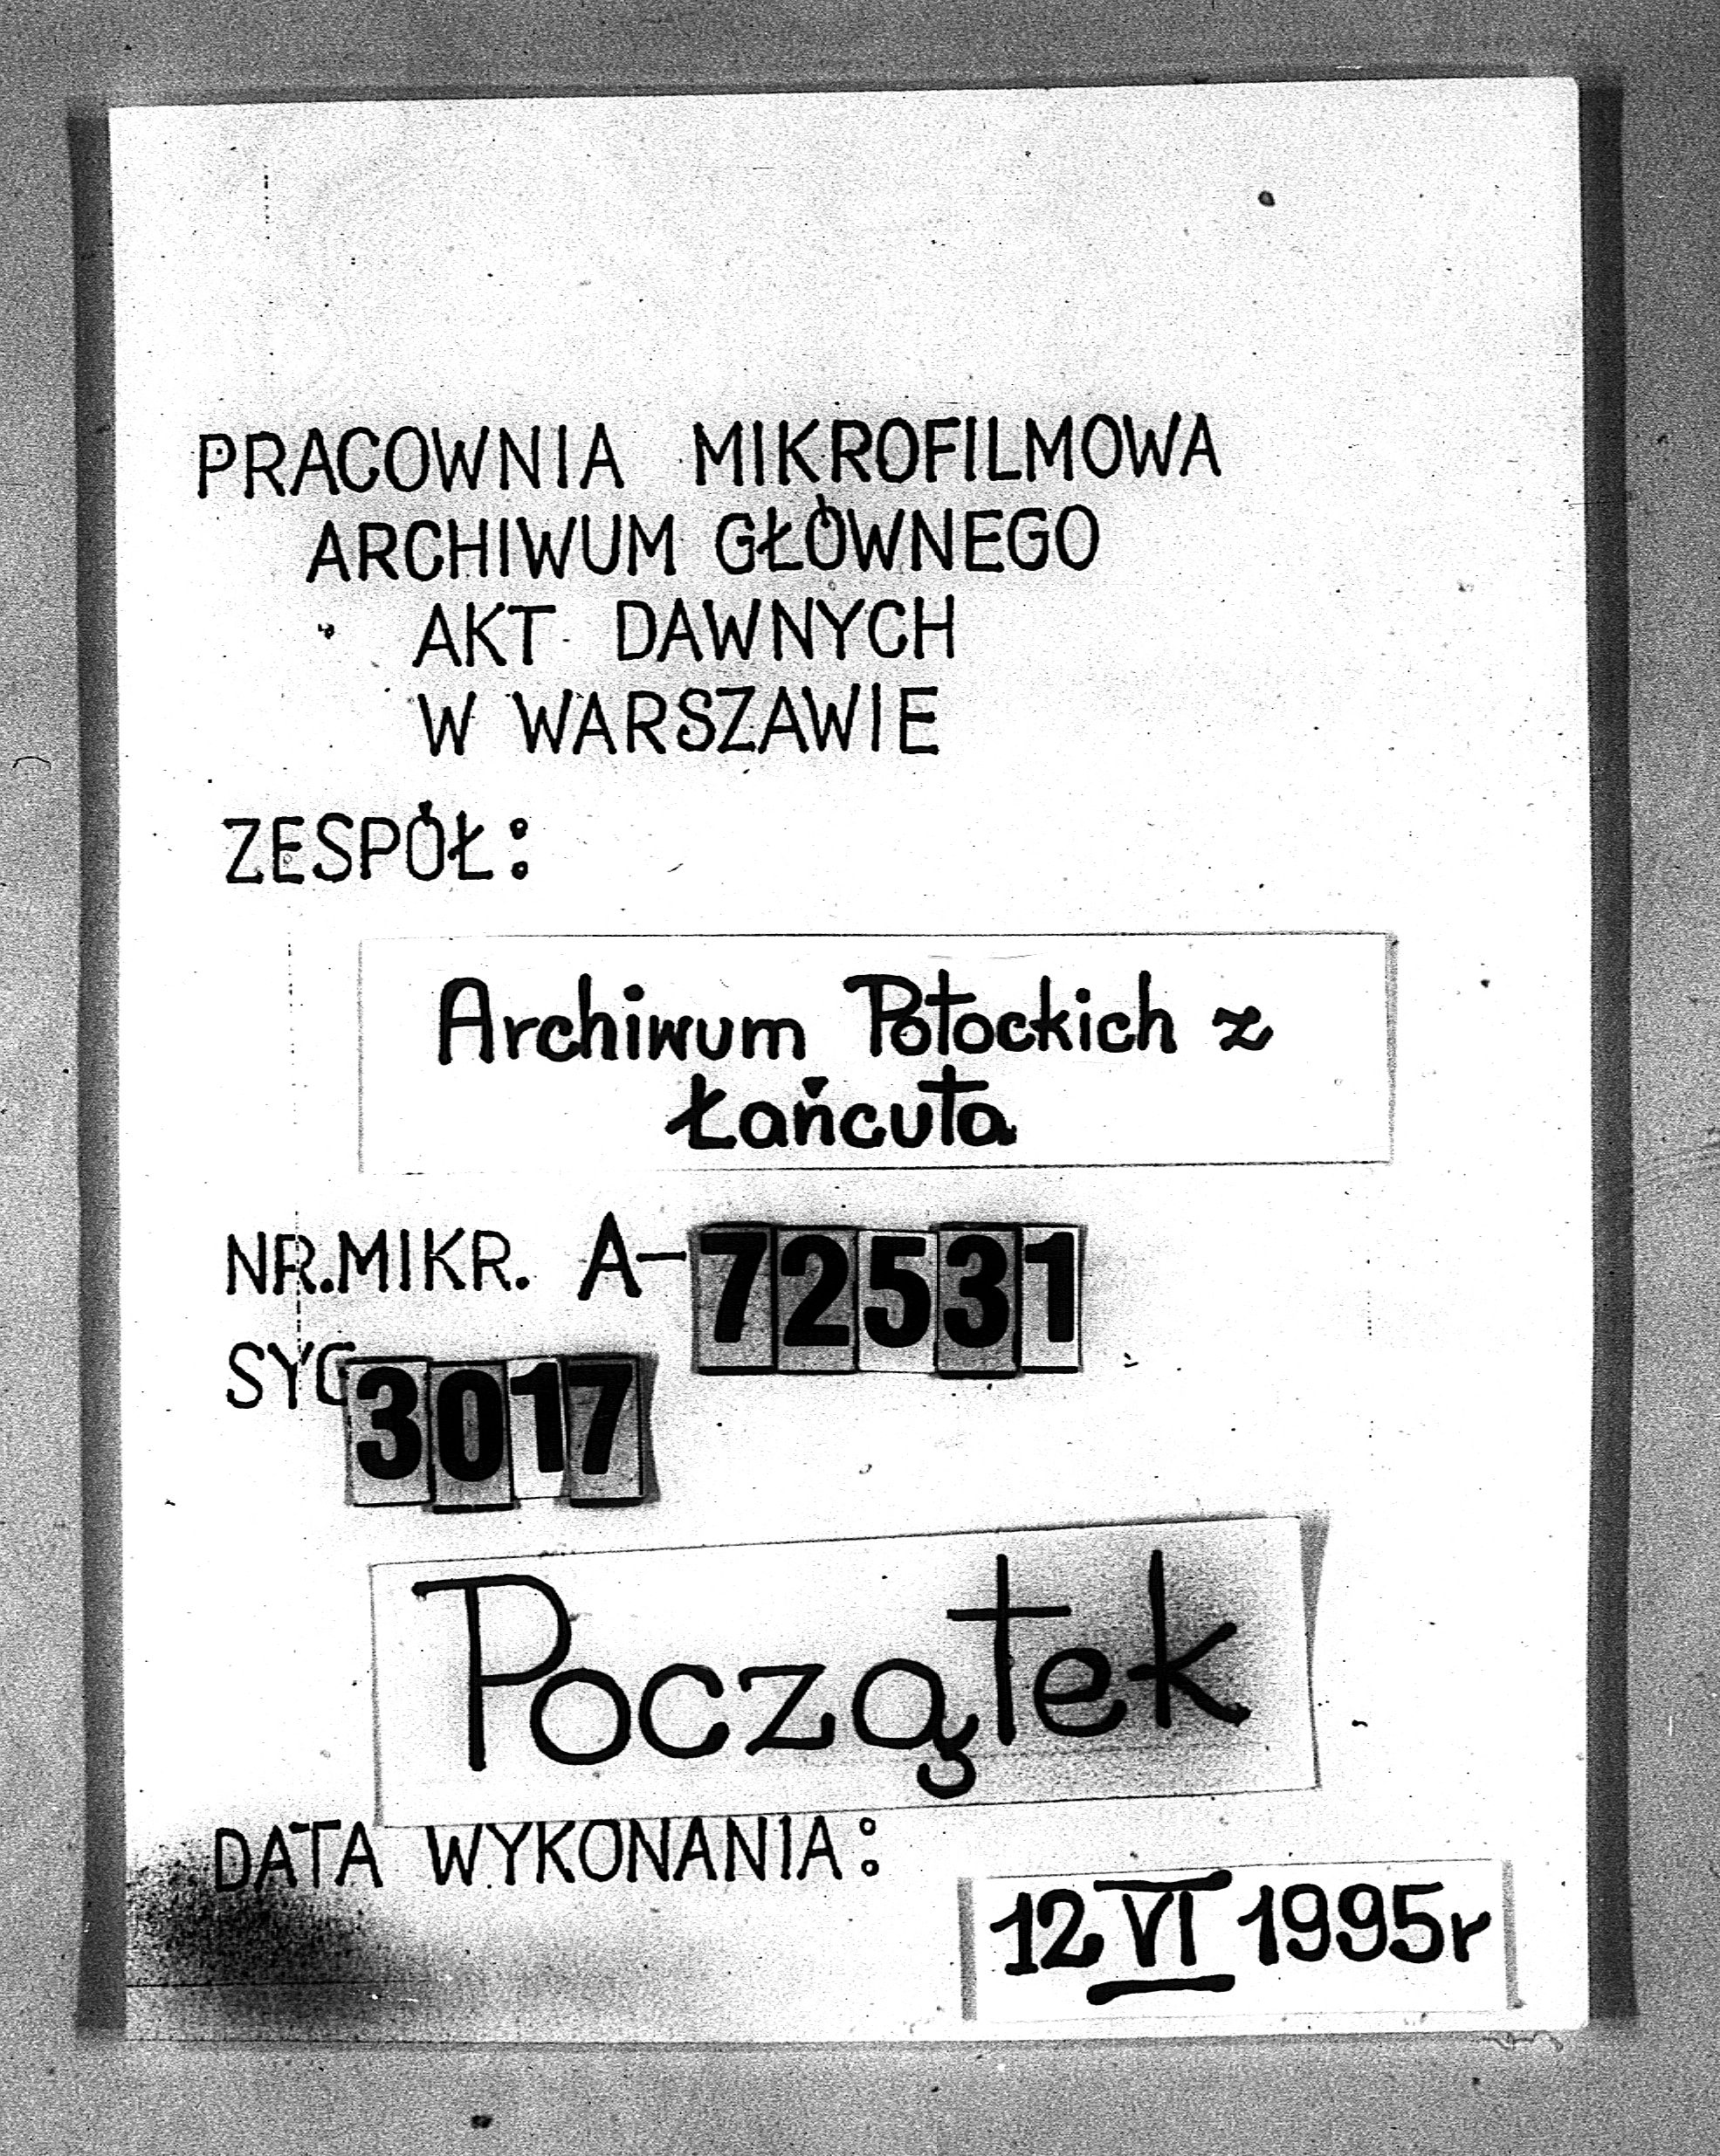 PRACOWNIA MIKROFILMOWA
ARCHIWUM GŁÓWNEGO
AKT DAWNYCH
W WARSZAWIE
ZESPÓŁ:
Archiwum Potockich z
Łańcuta
NR.MIKR. A-72531
SYG 3017
Początek
DATA WYKONANIA:
12 VI 1995r